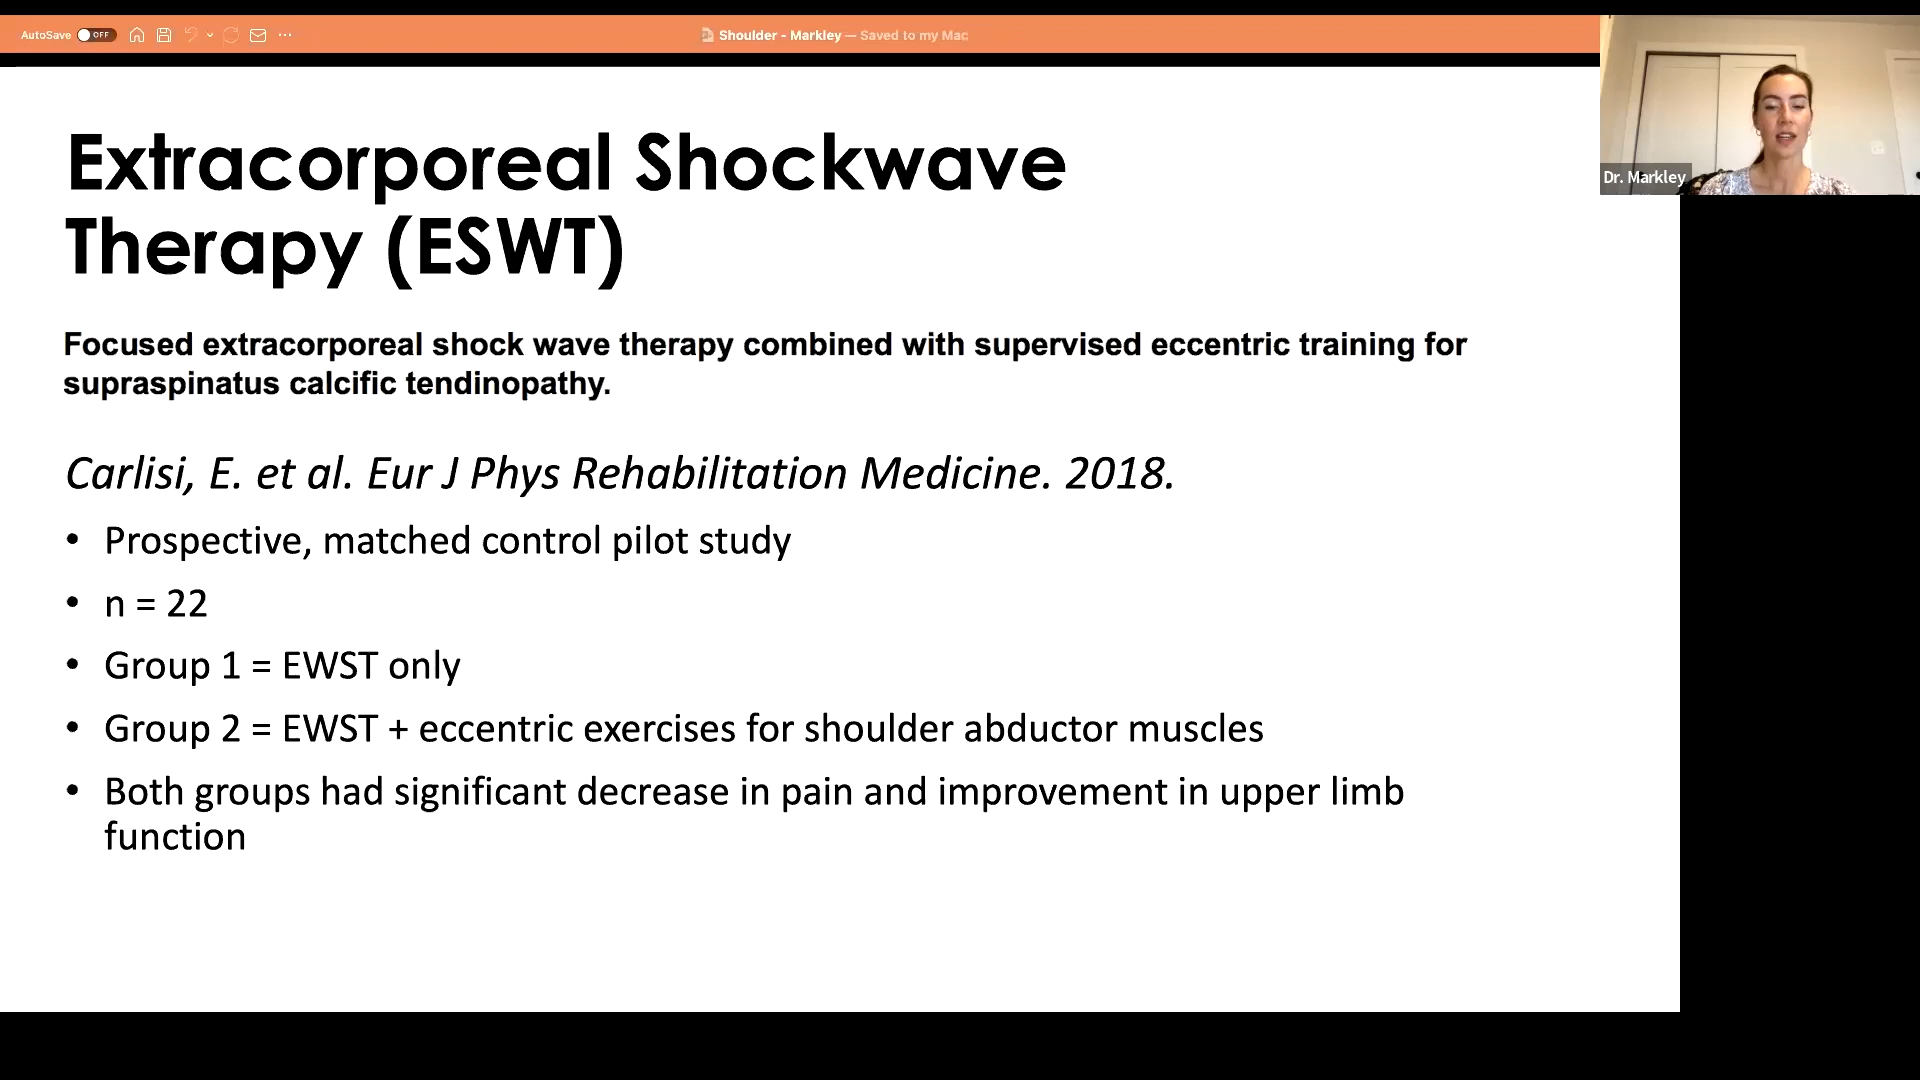 AutoSave OFF
Shoulder - Markley — Saved to my Mac
Dr. Markley
Extracorporeal Shockwave
Therapy (ESWT)
Focused extracorporeal shock wave therapy combined with supervised eccentric training for
supraspinatus calcific tendinopathy.
Carlisi, E. et al. Eur J Phys Rehabilitation Medicine. 2018.
• Prospective, matched control pilot study
• n = 22
• Group 1 = EWST only
• Group 2 = EWST + eccentric exercises for shoulder abductor muscles
• Both groups had significant decrease in pain and improvement in upper limb
function